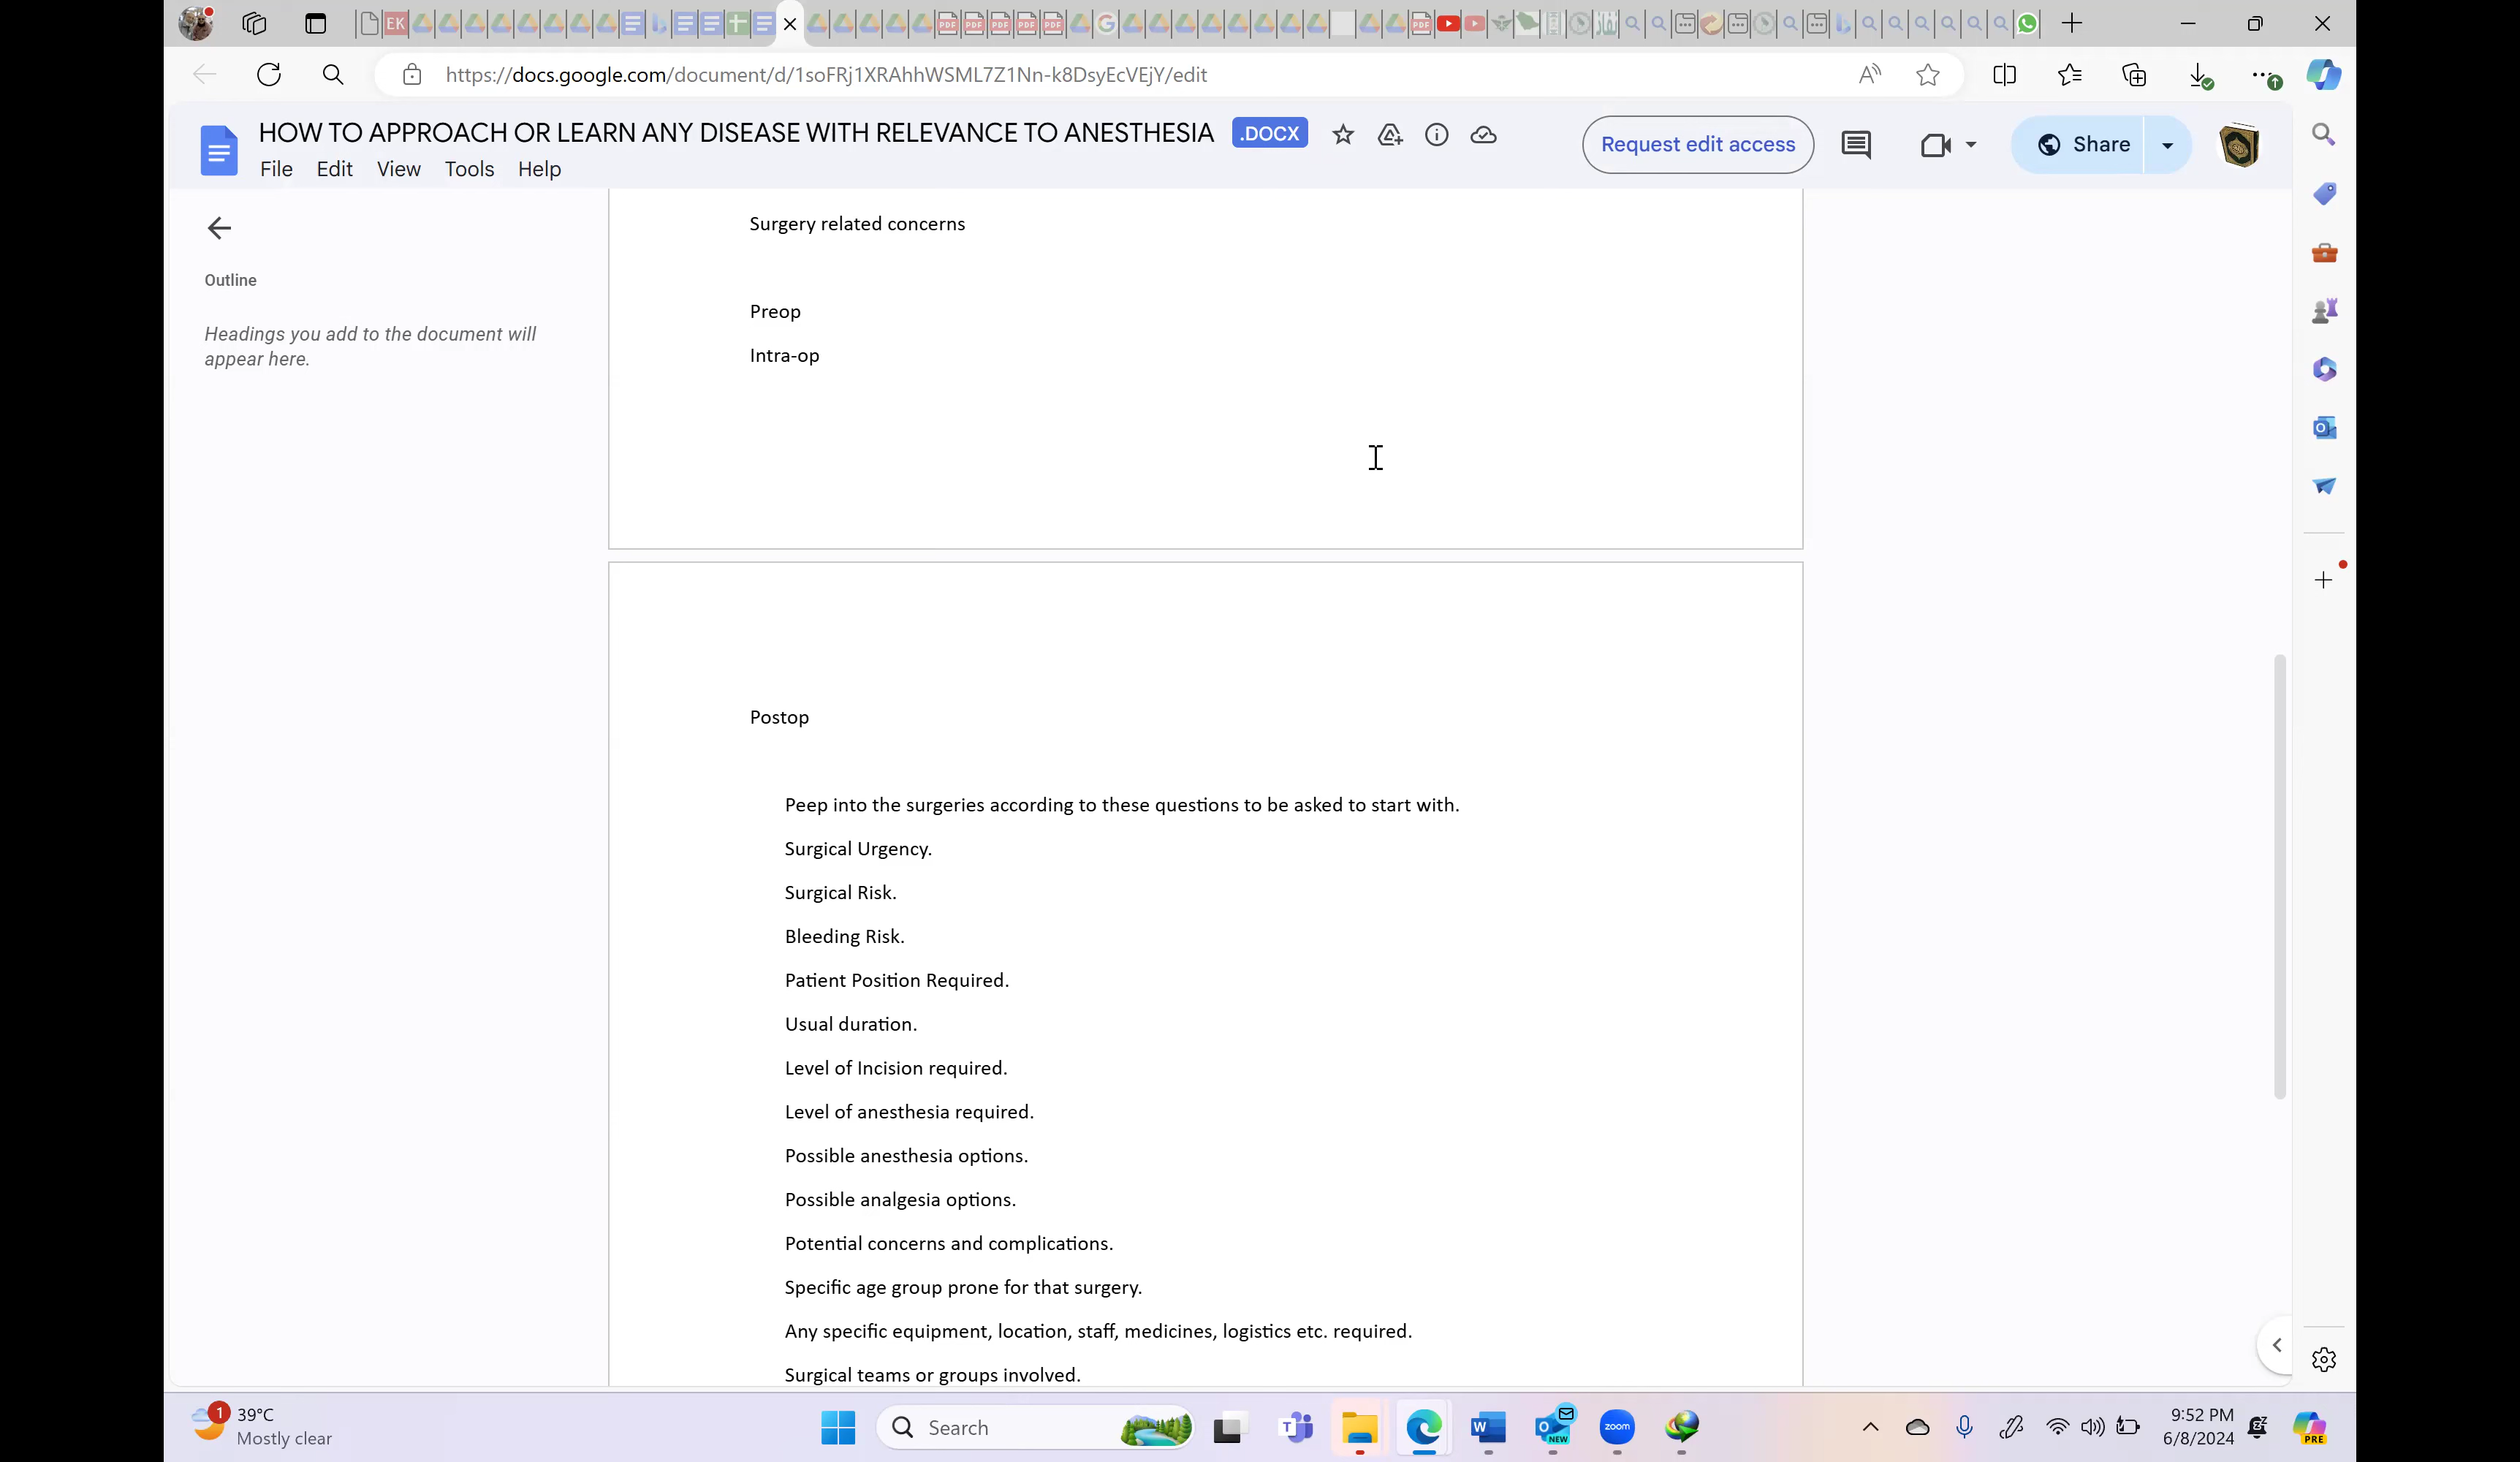 EK
https://docs.google.com/document/d/1soFRj1XRAhhWSML7Z1Nn-k8DsyEcVEjY/edit
HOW TO APPROACH OR LEARN ANY DISEASE WITH RELEVANCE TO ANESTHESIA .DOCX
File Edit View Tools Help
Request edit access
Share
Outline
Headings you add to the document will
appear here.
Surgery related concerns
Preop
Intra-op
Postop
Peep into the surgeries according to these questions to be asked to start with.
Surgical Urgency.
Surgical Risk.
Bleeding Risk.
Patient Position Required.
Usual duration.
Level of Incision required.
Level of anesthesia required.
Possible anesthesia options.
Possible analgesia options.
Potential concerns and complications.
Specific age group prone for that surgery.
Any specific equipment, location, staff, medicines, logistics etc. required.
Surgical teams or groups involved.
1
39°C
Mostly clear
Search
NEW
zoom
9:52 PM
6/8/2024
PRE